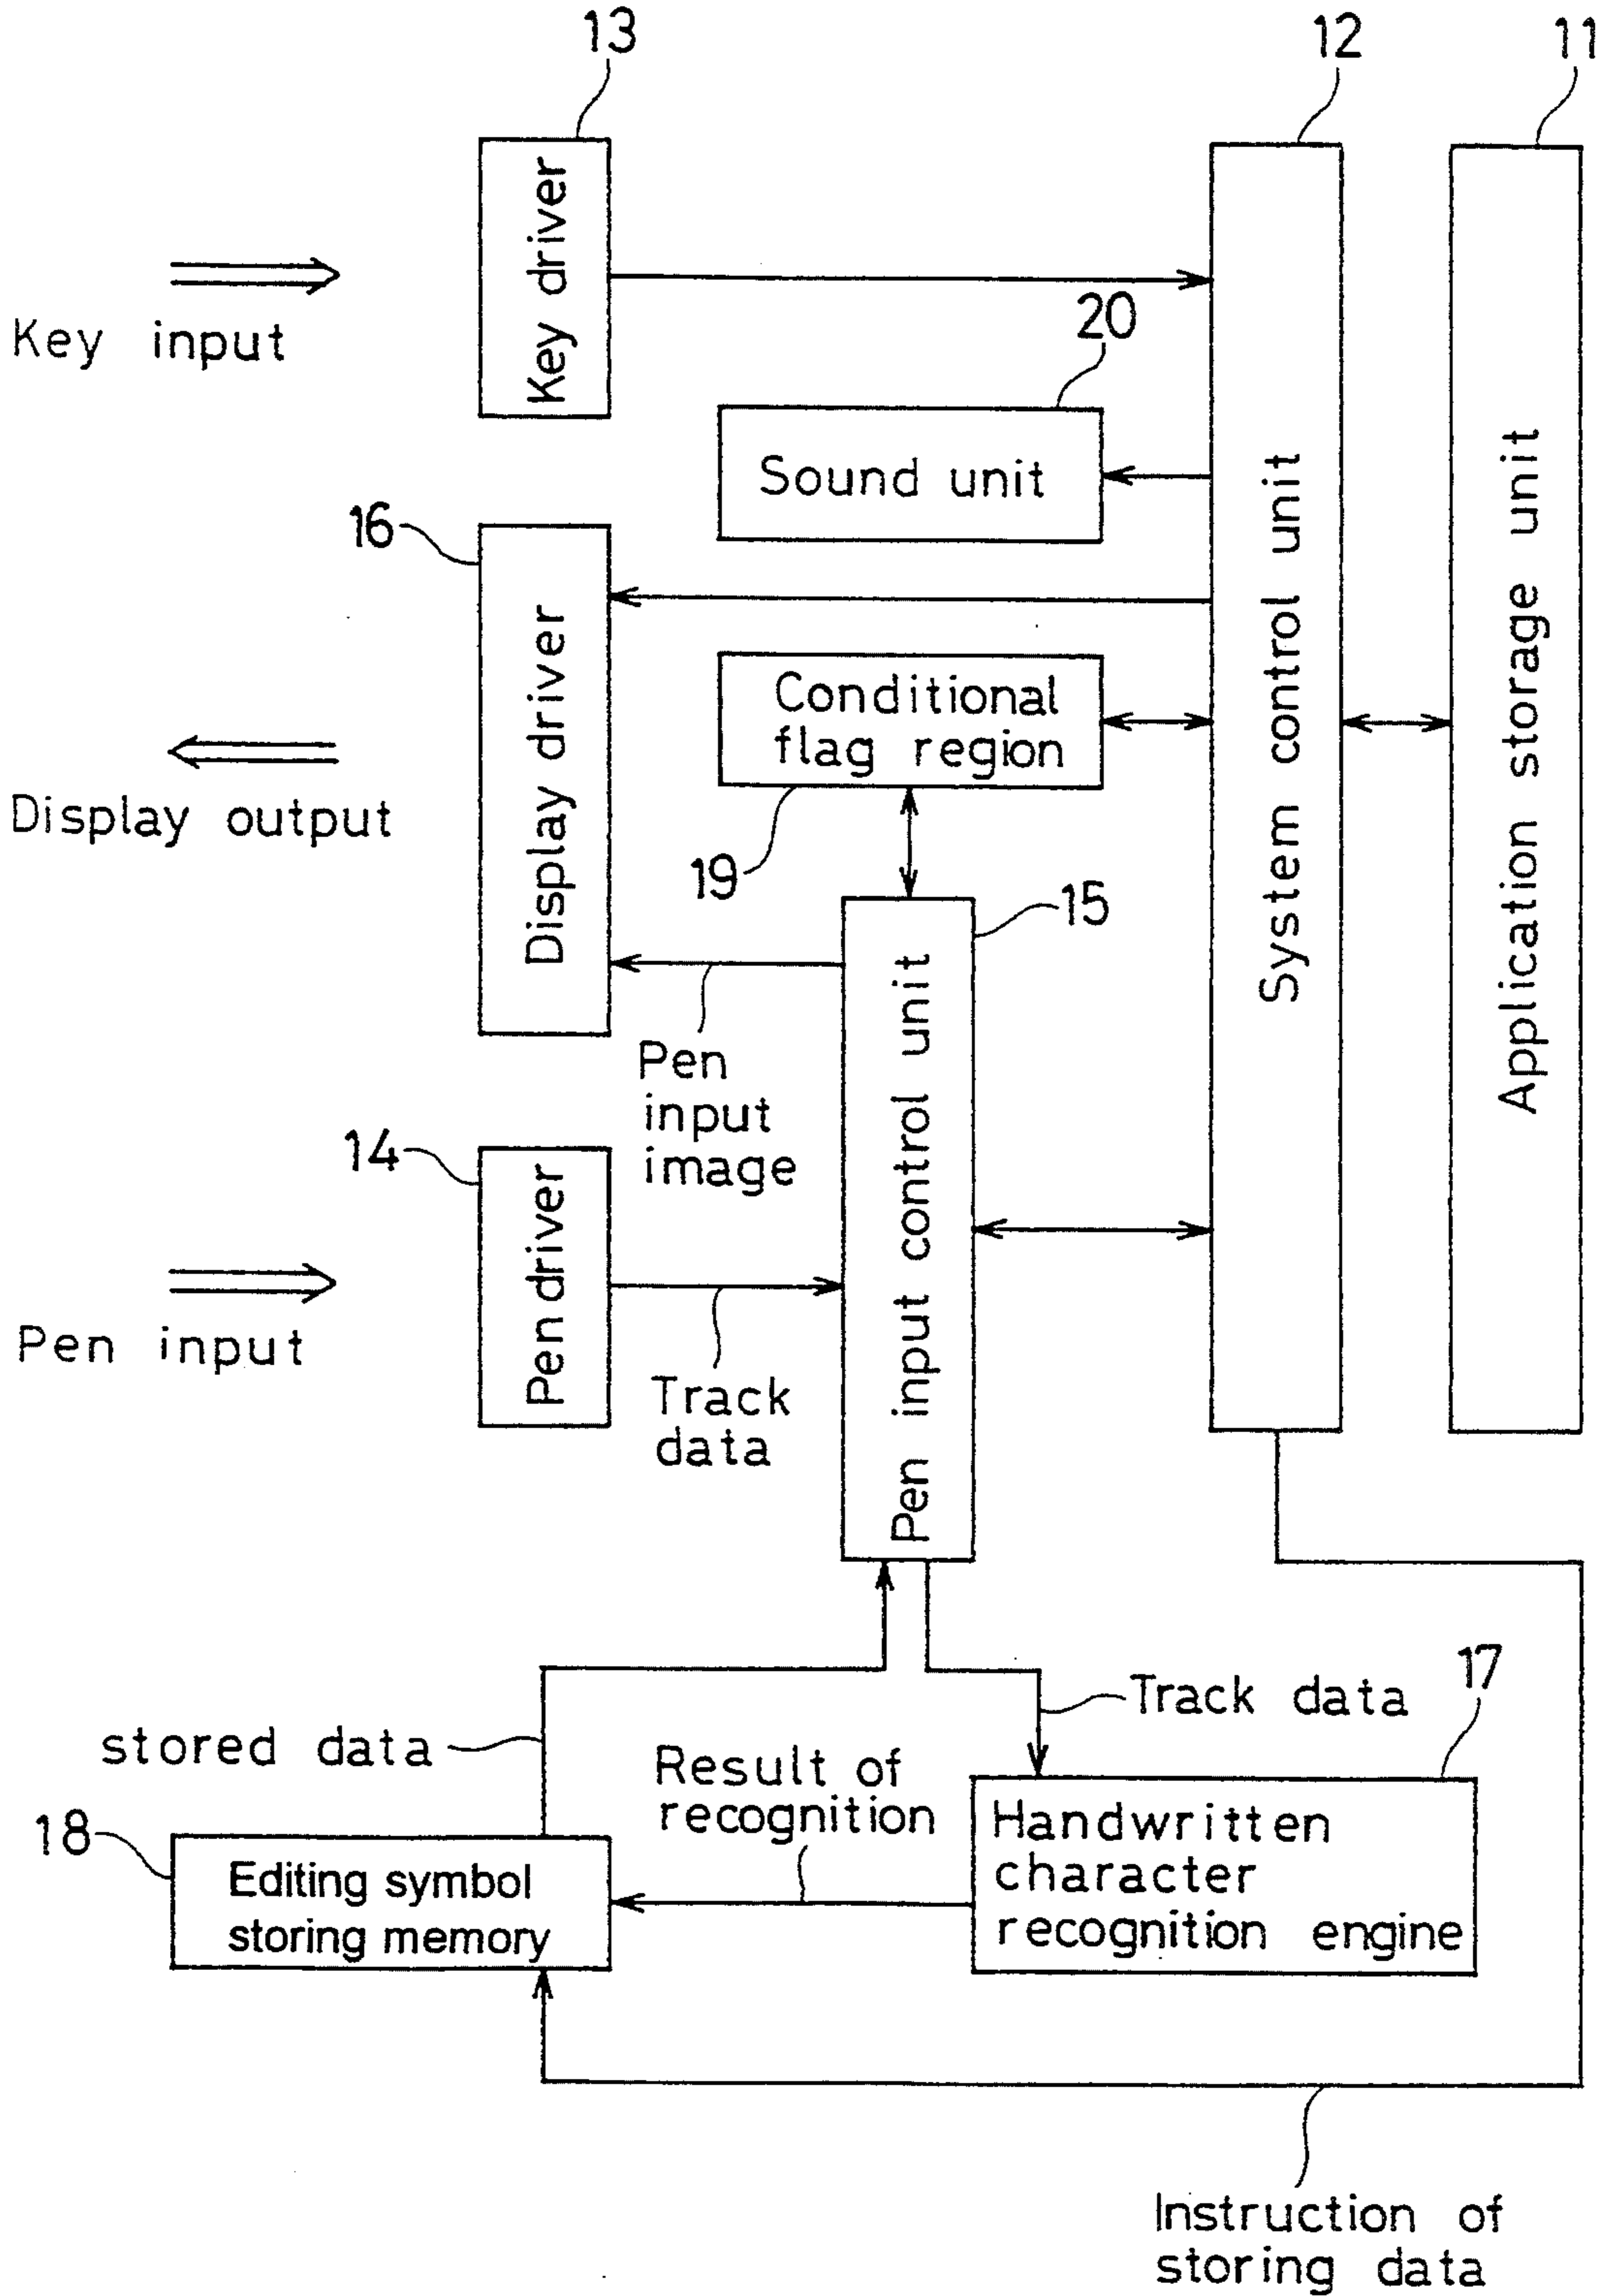 13
12
11
Key driver
Key input
20
Sound unit
16
Display driver
Conditional
flag region
Display output
19
15
System control unit
Application storage unit
Pen input control unit
Pen
input
image
14
Pen driver
Pen input
Track
data
17
Track data
stored data
Result of
recognition
18
Handwritten
character
recognition engine
Editing symbol
storing memory
Instruction of
storing data